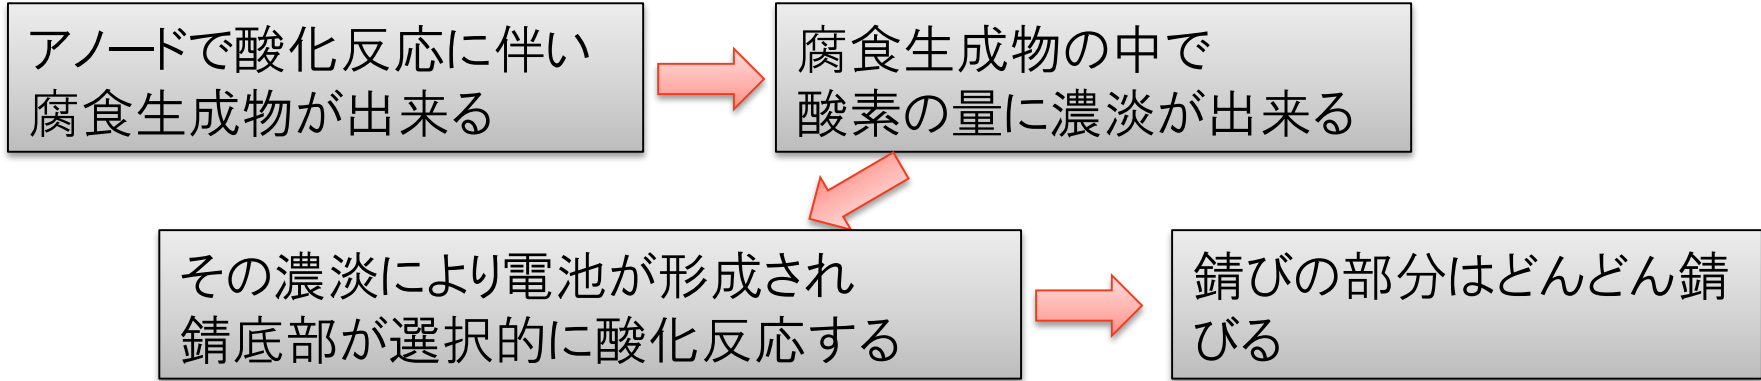 アノードで酸化反応に伴い
腐食生成物が出来る
腐食生成物の中で
酸素の量に濃淡が出来る
その濃淡により電池が形成され
錆底部が選択的に酸化反応する
錆びの部分はどんどん錆
びる